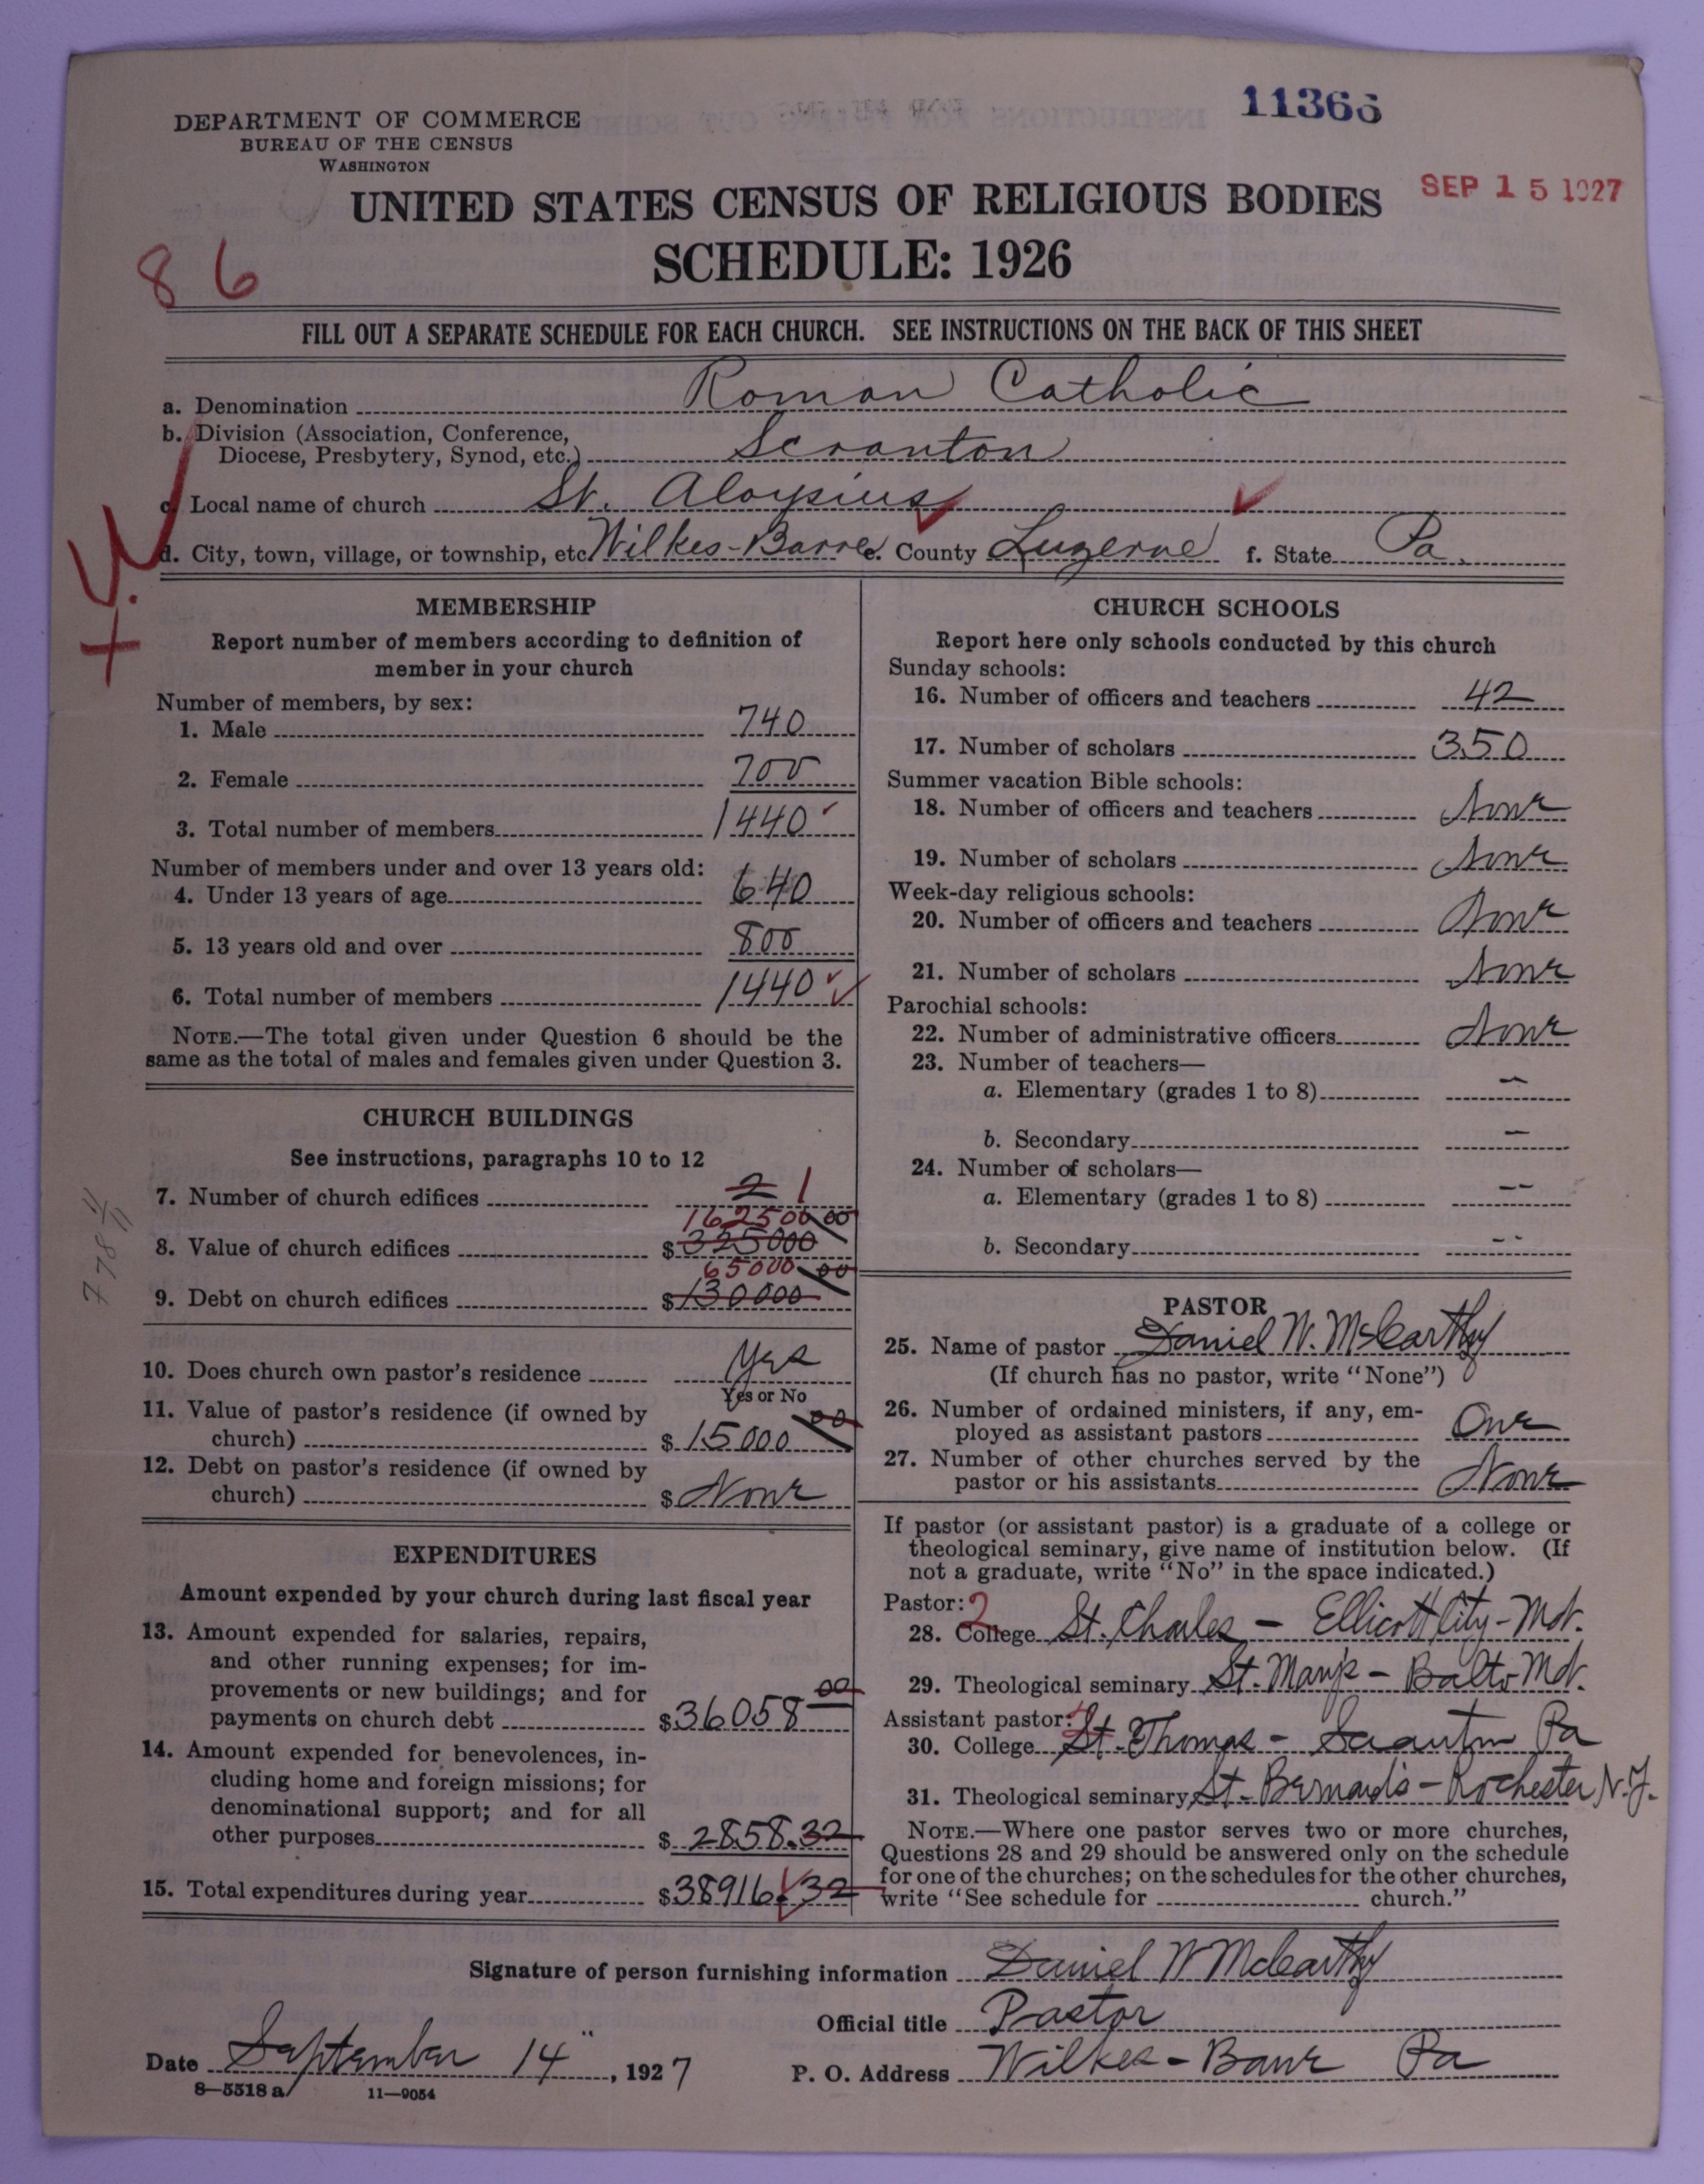 11366
DEPARTMENT OF COMMERCE
BUREAU OF THE CENSUS
WASHINGTON
SEP 15 1927
UNITED STATES CENSUS OF RELIGIOUS BODIES
SCHEDULE: 1926
86
FILL OUT A SEPARATE SCHEDULE FOR EACH CHURCH. SEE INSTRUCTIONS ON THE BACK OF THIS SHEET
a. Denomination Roman Catholic
b. Division (Association, Conference,
Diocese, Presbytery, Synod, etc.) Scranton
c. Local name of church St. Aloysius
d. City, town, village, or township, etc. Wilkes-Barre e. County Luzerne f. State Pa.
MEMBERSHIP
Report number of members according to definition of
member in your church
Number of members, by sex:
1. Male 740
2. Female 700
3. Total number of members 1440
Number of members under and over 13 years old:
4. Under 13 years of age 640
5. 13 years old and over 800
6. Total number of members 1440
NOTE.—The total given under Question 6 should be the
same as the total of males and females given under Question 3.
CHURCH BUILDINGS
See instructions, paragraphs 10 to 12
7. Number of church edifices 2 1
162500 00
8. Value of church edifices $ 325000
65000 00
9. Debt on church edifices $ 130000
10. Does church own pastor's residence Yes
Yes or No
11. Value of pastor's residence (if owned by
church) $ 15000 00
12. Debt on pastor's residence (if owned by
church) $ None
EXPENDITURES
Amount expended by your church during last fiscal year
13. Amount expended for salaries, repairs,
and other running expenses; for im-
provements or new buildings; and for
payments on church debt $ 36058 00
14. Amount expended for benevolences, in-
cluding home and foreign missions; for
denominational support; and for all
other purposes $ 2858.32
15. Total expenditures during year $ 38916.32
CHURCH SCHOOLS
Report here only schools conducted by this church
Sunday schools:
16. Number of officers and teachers 42
17. Number of scholars 350
Summer vacation Bible schools:
18. Number of officers and teachers None
19. Number of scholars None
Week-day religious schools:
20. Number of officers and teachers None
21. Number of scholars None
Parochial schools:
22. Number of administrative officers None
23. Number of teachers—
a. Elementary (grades 1 to 8) —
b. Secondary —
24. Number of scholars—
a. Elementary (grades 1 to 8) --
b. Secondary --
PASTOR
25. Name of pastor Daniel W. McCarthy
(If church has no pastor, write "None")
26. Number of ordained ministers, if any, em-
ployed as assistant pastors One
27. Number of other churches served by the
pastor or his assistants None
If pastor (or assistant pastor) is a graduate of a college or
theological seminary, give name of institution below. (If
not a graduate, write "No" in the space indicated.)
Pastor: 2
28. College St. Charles - Ellicott City - Md.
29. Theological seminary St. Mary's - Balto Md.
Assistant pastor:
30. College St. Thomas - Scranton Pa
31. Theological seminary St. Bernard's - Rochester N.Y.
NOTE.—Where one pastor serves two or more churches,
Questions 28 and 29 should be answered only on the schedule
for one of the churches; on the schedules for the other churches,
write "See schedule for church."
Signature of person furnishing information Daniel W McCarthy
Official title Pastor
Date September 14", 1927 P. O. Address Wilkes-Barre Pa
8—5518 a 11—9054